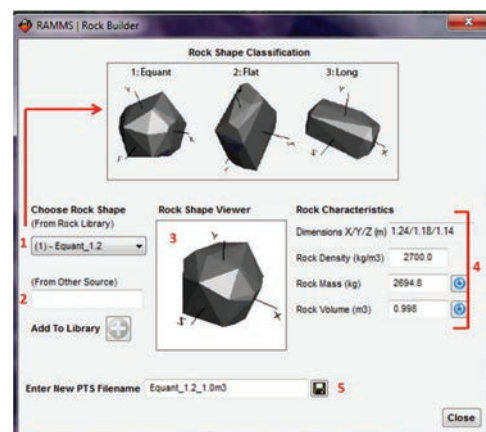 RAMMS | Rock Builder
Rock Shape Classification
1: Equant
2: Flat
3: Long
Y
X
Z
Y
X
Z
Y
X
Z
Choose Rock Shape
(From Rock Library)
1
(1) - Equant_1.2
(From Other Source)
2
Add To Library
Rock Shape Viewer
3
Y
X
Z
Rock Characteristics
Dimensions X/Y/Z (m) 1.24/1.18/1.14
Rock Density (kg/m3) 2700.0
Rock Mass (kg) 2694.8
Rock Volume (m3) 0.998
4
Enter New PTS Filename Equant_1.2_1.0m3 5
Close